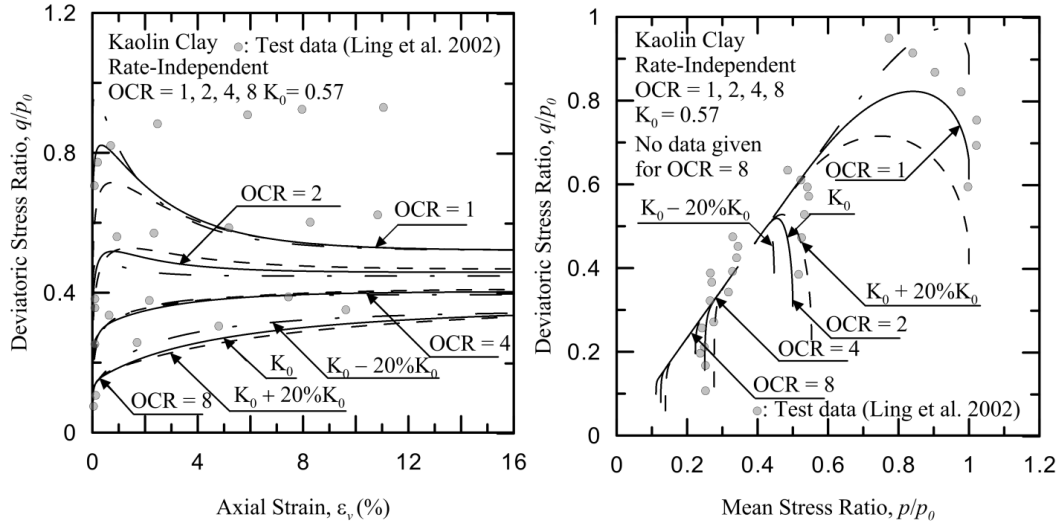 Kaolin Clay
: Test data (Ling et al. 2002)
Rate-Independent
OCR = 1, 2, 4, 8 K₀ = 0.57
OCR = 2
OCR = 1
OCR = 4
K₀
K₀ – 20%K₀
OCR = 8
K₀ + 20%K₀
1.2
0.8
0.4
0
0
4
8
12
16
Deviatoric Stress Ratio, q/p₀
Axial Strain, εᵥ (%)
Kaolin Clay
Rate-Independent
OCR = 1, 2, 4, 8
K₀ = 0.57
No data given
for OCR = 8
OCR = 1
K₀ – 20%K₀
K₀
K₀ + 20%K₀
OCR = 2
OCR = 4
OCR = 8
: Test data (Ling et al. 2002)
1
0.8
0.6
0.4
0.2
0
0
0.2
0.4
0.6
0.8
1
1.2
Deviatoric Stress Ratio, q/p₀
Mean Stress Ratio, p/p₀